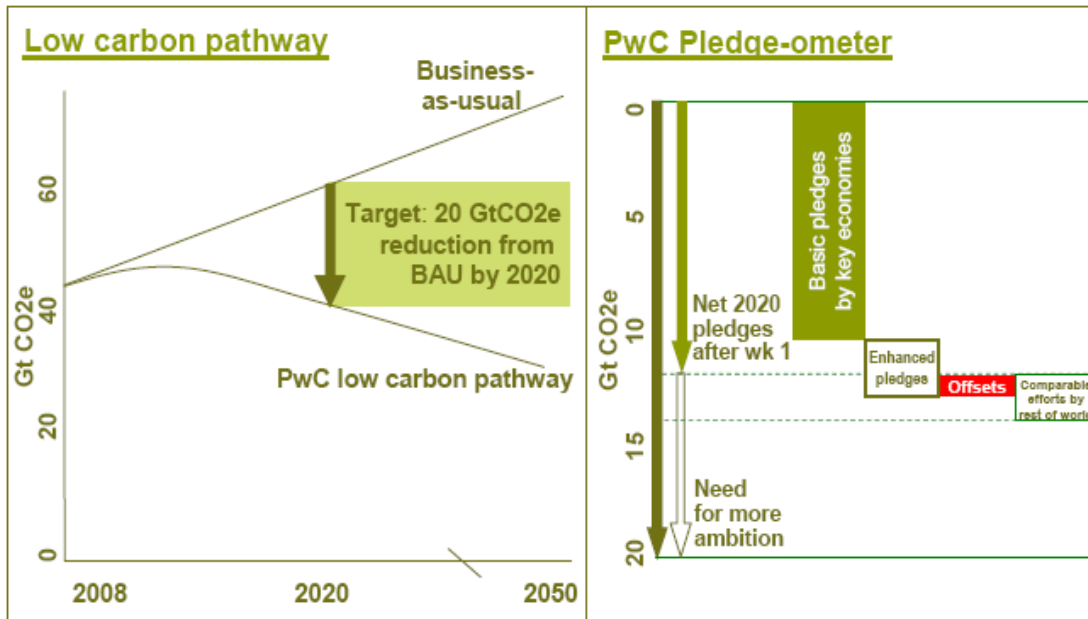 Low carbon pathway
Business-
as-usual
60
40
20
0
Gt CO2e
Target: 20 GtCO2e
reduction from
BAU by 2020
PwC low carbon pathway
2008
2020
2050
PwC Pledge-ometer
0
5
10
15
20
Gt CO2e
Basic pledges
by key economies
Net 2020
pledges
after wk 1
Enhanced
pledges
Offsets
Comparable
efforts by
rest of world
Need
for more
ambition